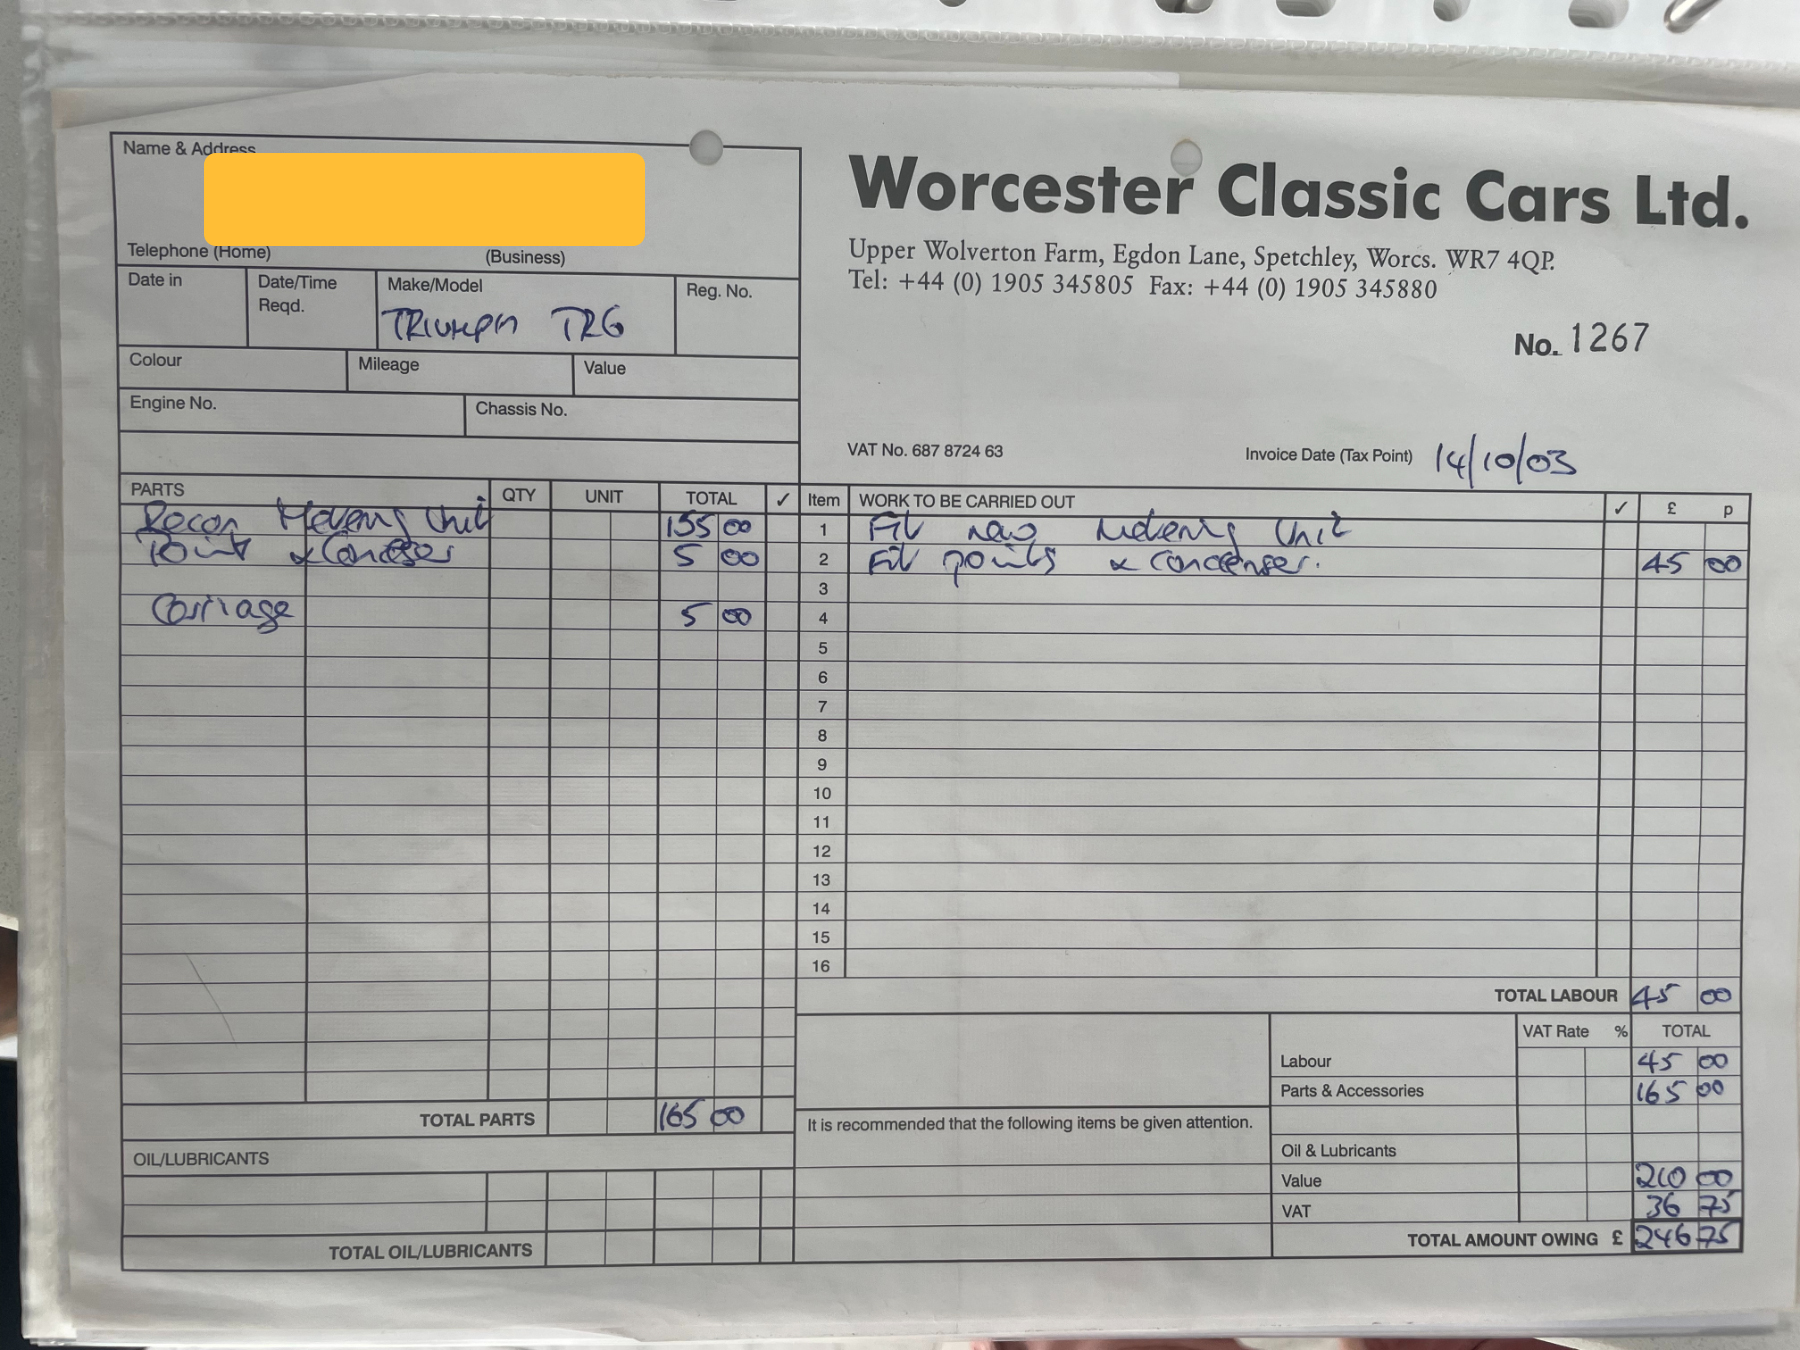 Name & Address
Telephone (Home) (Business)
Date in Date/Time Reqd. Make/Model Reg. No.
TRIUMPH TR6
Colour Mileage Value
Engine No. Chassis No.
Worcester Classic Cars Ltd.
Upper Wolverton Farm, Egdon Lane, Spetchley, Worcs. WR7 4QP.
Tel: +44 (0) 1905 345805 Fax: +44 (0) 1905 345880
No. 1267
VAT No. 687 8724 63 Invoice Date (Tax Point) 14/10/03
PARTS QTY UNIT TOTAL ✓
Recon Metering Unit 155 00
Point & Condeser 5 00
Carriage 5 00
TOTAL PARTS 165 00
OIL/LUBRICANTS
TOTAL OIL/LUBRICANTS
Item WORK TO BE CARRIED OUT ✓ £ p
1 Fit new Metering Unit
2 Fit points & Condenser. 45 00
3
4
5
6
7
8
9
10
11
12
13
14
15
16
TOTAL LABOUR 45 00
VAT Rate % TOTAL
Labour 45 00
Parts & Accessories 165 00
It is recommended that the following items be given attention.
Oil & Lubricants
Value 210 00
VAT 36 75
TOTAL AMOUNT OWING £ 246 75